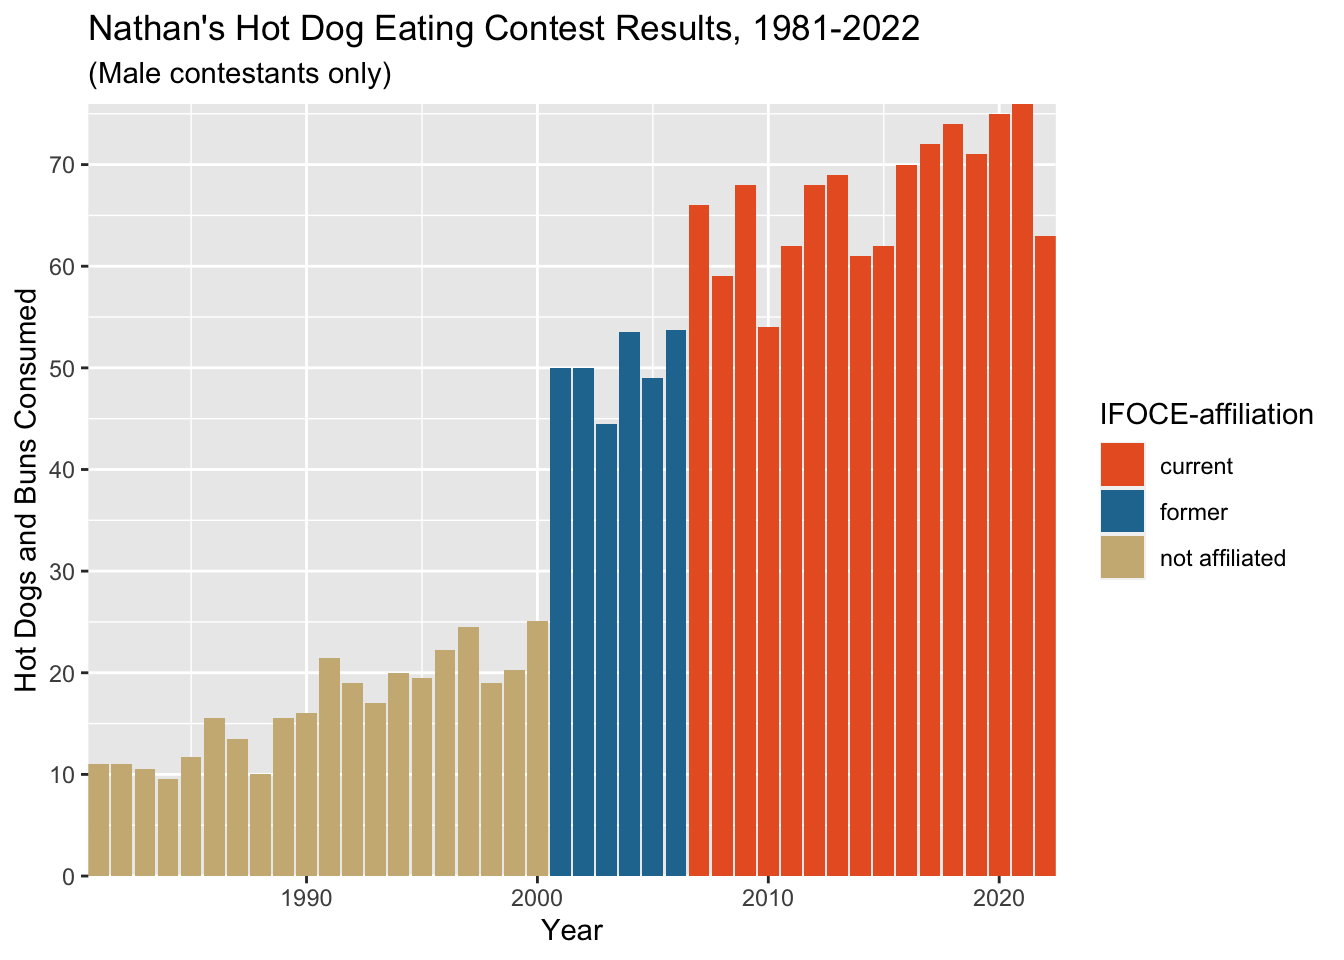 Nathan's Hot Dog Eating Contest Results, 1981-2022
(Male contestants only)
Hot Dogs and Buns Consumed
70
60
50
40
30
20
10
0
1990
2000
2010
2020
Year
IFOCE-affiliation
current
former
not affiliated